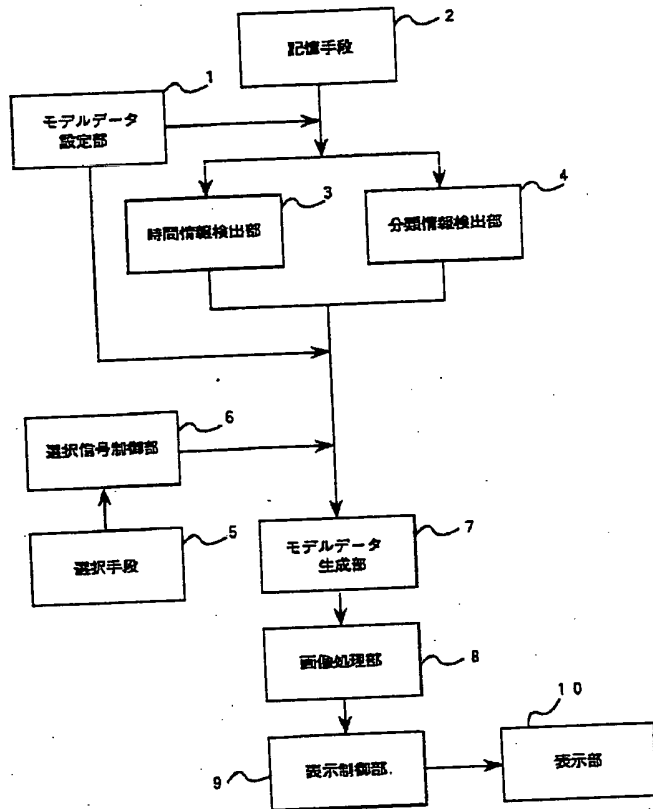 2
記憶手段
1
モデルデータ
設定部
3
時間情報検出部
4
分類情報検出部
6
選択信号制御部
5
選択手段
7
モデルデータ
生成部
8
画像処理部
10
9
表示制御部
表示部